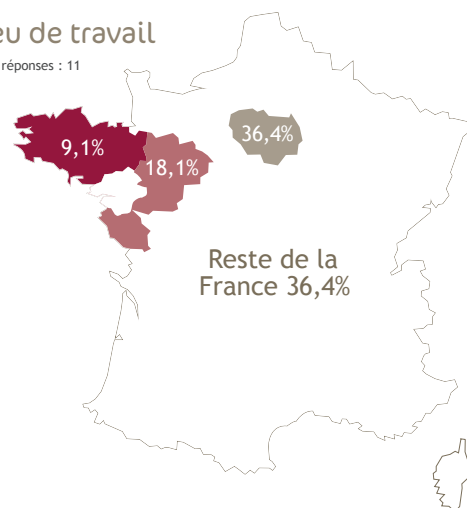 eu de travail
réponses : 11
9,1%
18,1%
36,4%
Reste de la
France 36,4%